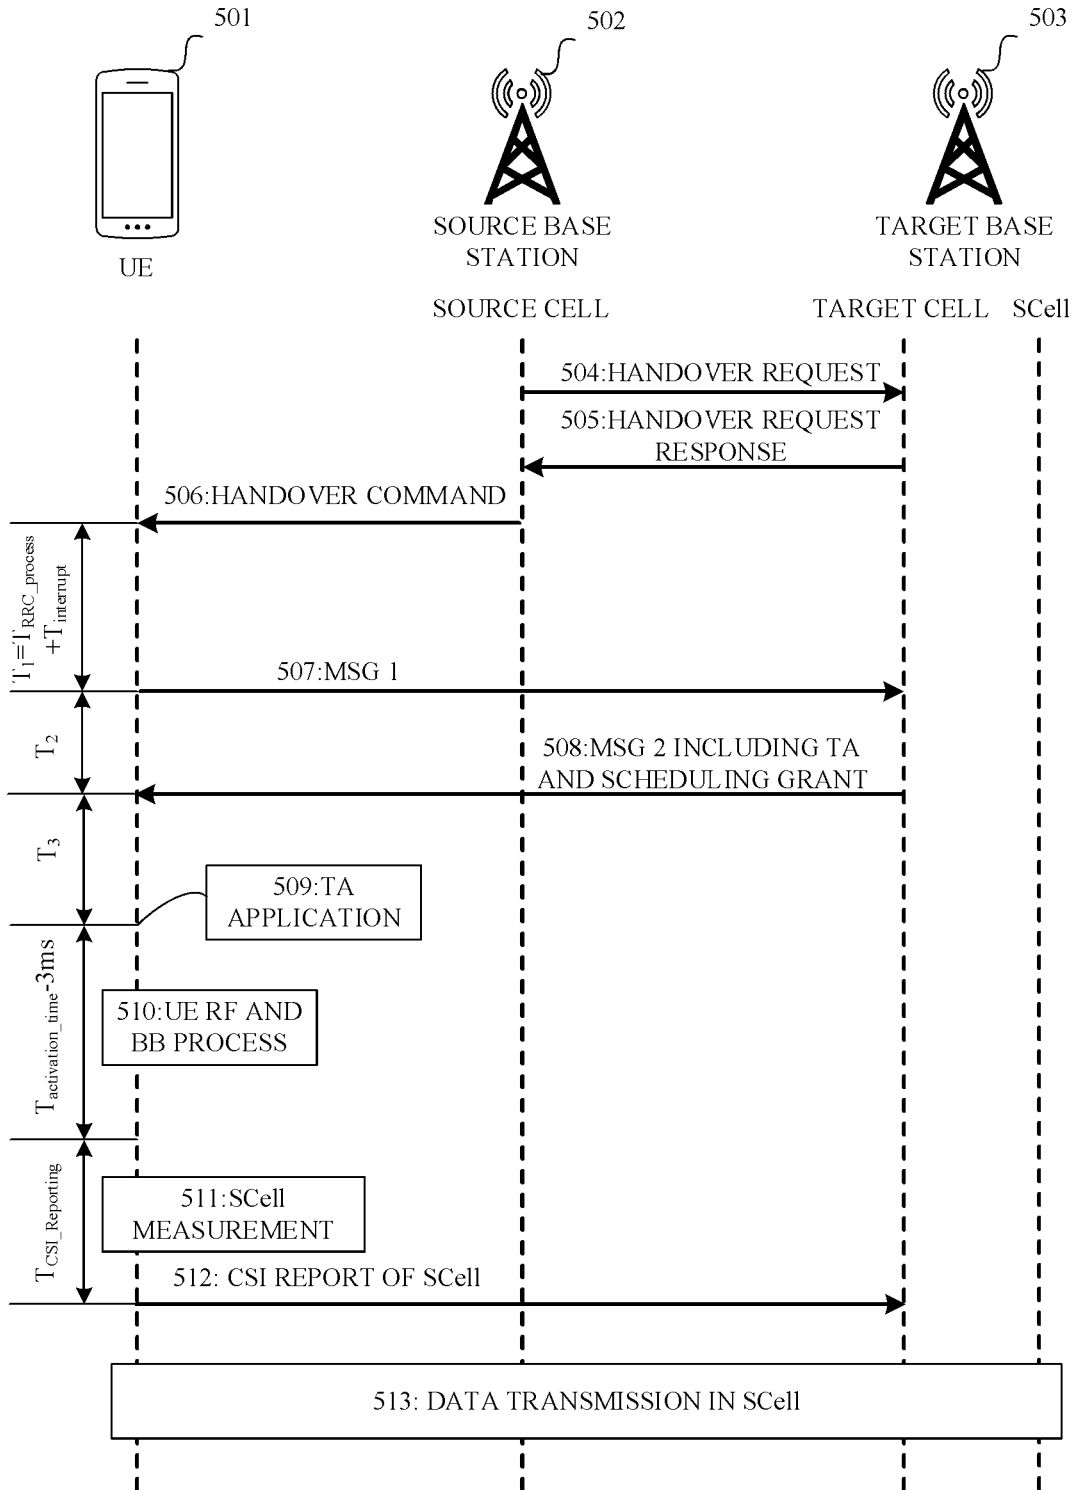 501
502
503
UE
SOURCE BASE
STATION
TARGET BASE
STATION
SOURCE CELL
TARGET CELL
SCell
504:HANDOVER REQUEST
505:HANDOVER REQUEST
RESPONSE
506:HANDOVER COMMAND
T1=TRRC_process
+Tinterrupt
507:MSG 1
T2
508:MSG 2 INCLUDING TA
AND SCHEDULING GRANT
T3
509:TA
APPLICATION
Tactivation_time-3ms
510:UE RF AND
BB PROCESS
TCSI_Reporting
511:SCell
MEASUREMENT
512: CSI REPORT OF SCell
513: DATA TRANSMISSION IN SCell